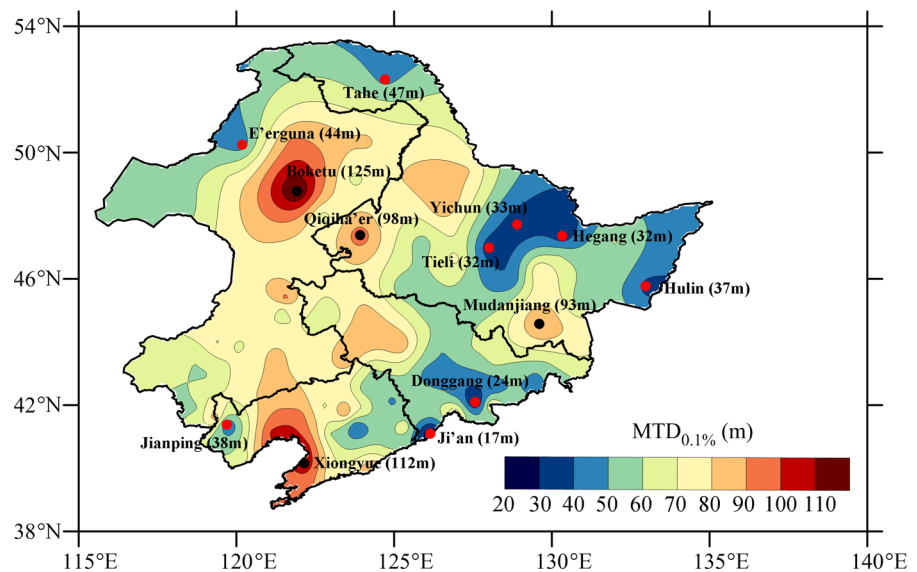 54°N
Tahe (47m)
E'erguna (44m)
50°N
Boketu (125m)
Yichun (33m)
Qiqiha'er (98m)
Hegang (32m)
Tieli (32m)
46°N
Hulin (37m)
Mudanjiang (93m)
Donggang (24m)
42°N
Jianping (38m)
Ji'an (17m)
MTD0.1% (m)
Xiongyue (112m)
20 30 40 50 60 70 80 90 100 110
38°N
115°E 120°E 125°E 130°E 135°E 140°E